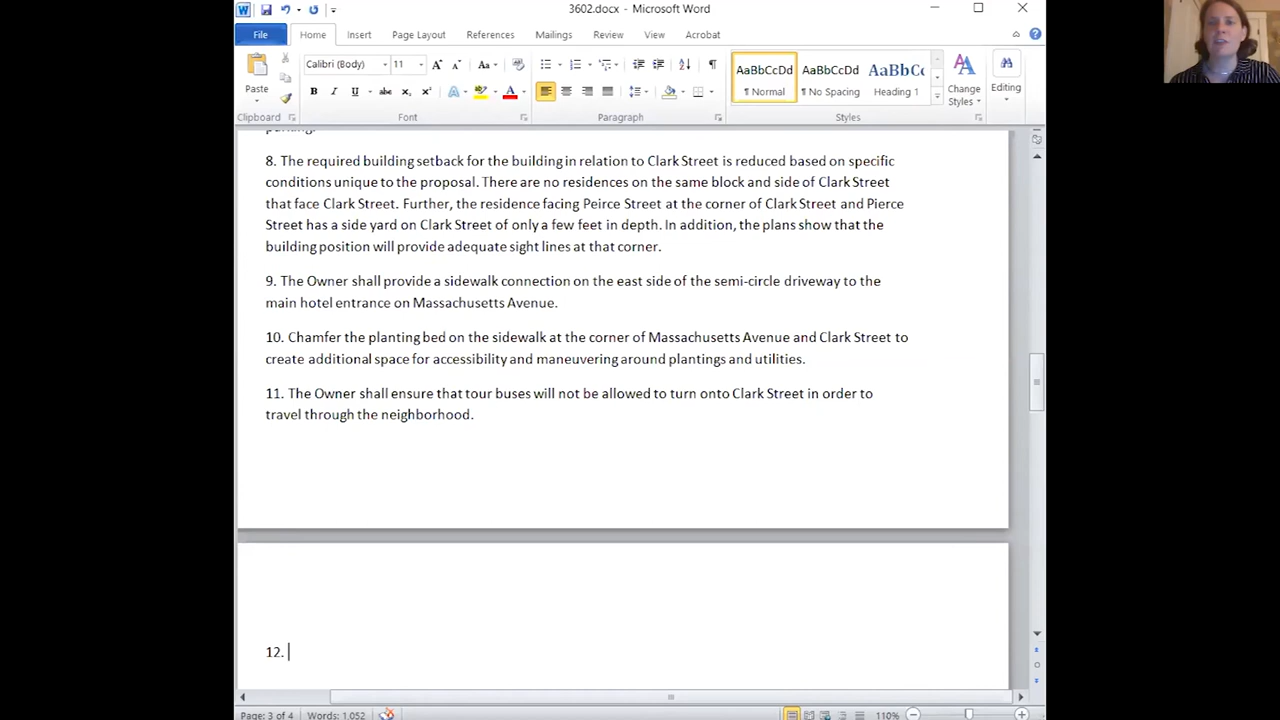 3602.docx - Microsoft Word
File Home Insert Page Layout References Mailings Review View Acrobat
Calibri (Body) 11
AaBbCcDd AaBbCcDd AaBbC
Paste
¶ Normal ¶ No Spacing Heading 1
Change
Styles
Editing
Clipboard Font Paragraph Styles
parking.
8. The required building setback for the building in relation to Clark Street is reduced based on specific
conditions unique to the proposal. There are no residences on the same block and side of Clark Street
that face Clark Street. Further, the residence facing Peirce Street at the corner of Clark Street and Pierce
Street has a side yard on Clark Street of only a few feet in depth. In addition, the plans show that the
building position will provide adequate sight lines at that corner.
9. The Owner shall provide a sidewalk connection on the east side of the semi-circle driveway to the
main hotel entrance on Massachusetts Avenue.
10. Chamfer the planting bed on the sidewalk at the corner of Massachusetts Avenue and Clark Street to
create additional space for accessibility and maneuvering around plantings and utilities.
11. The Owner shall ensure that tour buses will not be allowed to turn onto Clark Street in order to
travel through the neighborhood.
12.
Page: 3 of 4 Words: 1,052 110%